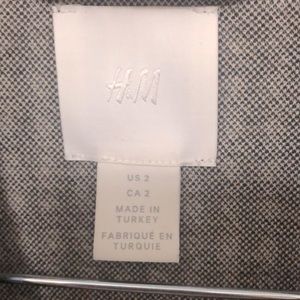 H&M
US 2
CA 2
MADE IN
TURKEY
FABRIQUÉ EN
TURQUIE